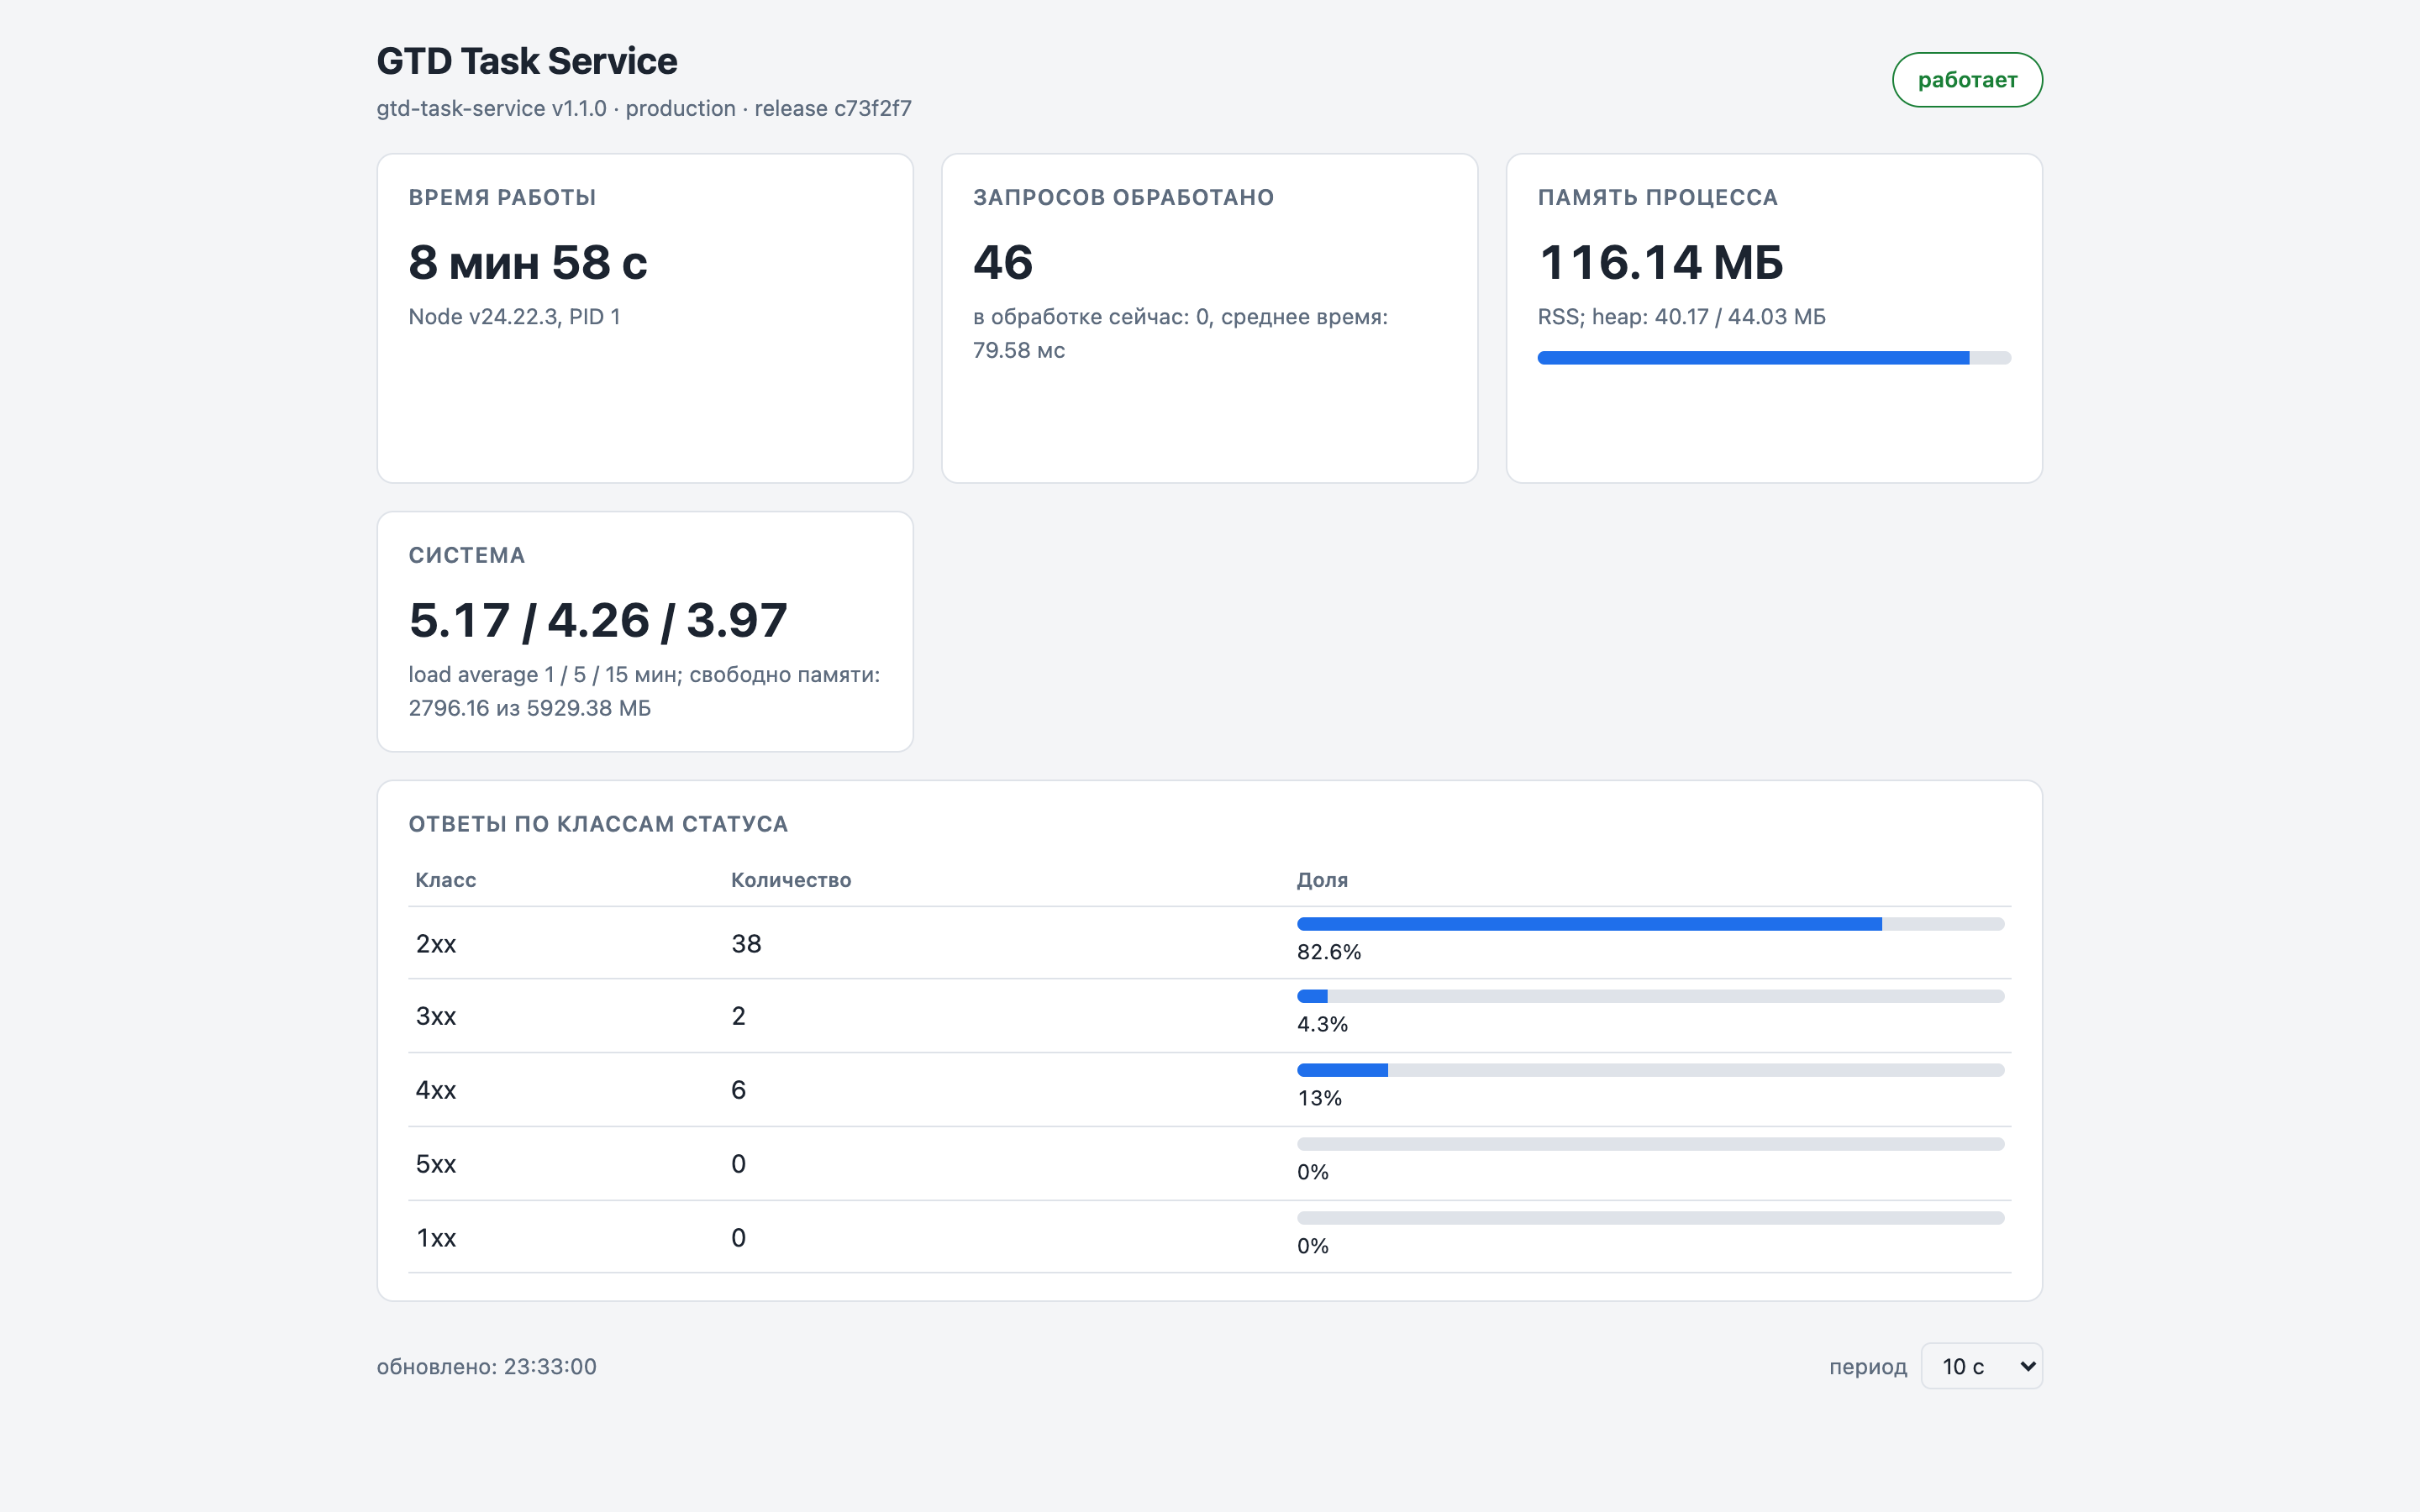 GTD Task Service
gtd-task-service v1.1.0 · production · release c73f2f7
работает
ВРЕМЯ РАБОТЫ
8 мин 58 с
Node v24.22.3, PID 1
ЗАПРОСОВ ОБРАБОТАНО
46
в обработке сейчас: 0, среднее время:
79.58 мс
ПАМЯТЬ ПРОЦЕССА
116.14 МБ
RSS; heap: 40.17 / 44.03 МБ
СИСТЕМА
5.17 / 4.26 / 3.97
load average 1 / 5 / 15 мин; свободно памяти:
2796.16 из 5929.38 МБ
ОТВЕТЫ ПО КЛАССАМ СТАТУСА
Класс Количество Доля
2xx 38 82.6%
3xx 2 4.3%
4xx 6 13%
5xx 0 0%
1xx 0 0%
обновлено: 23:33:00
период 10 с